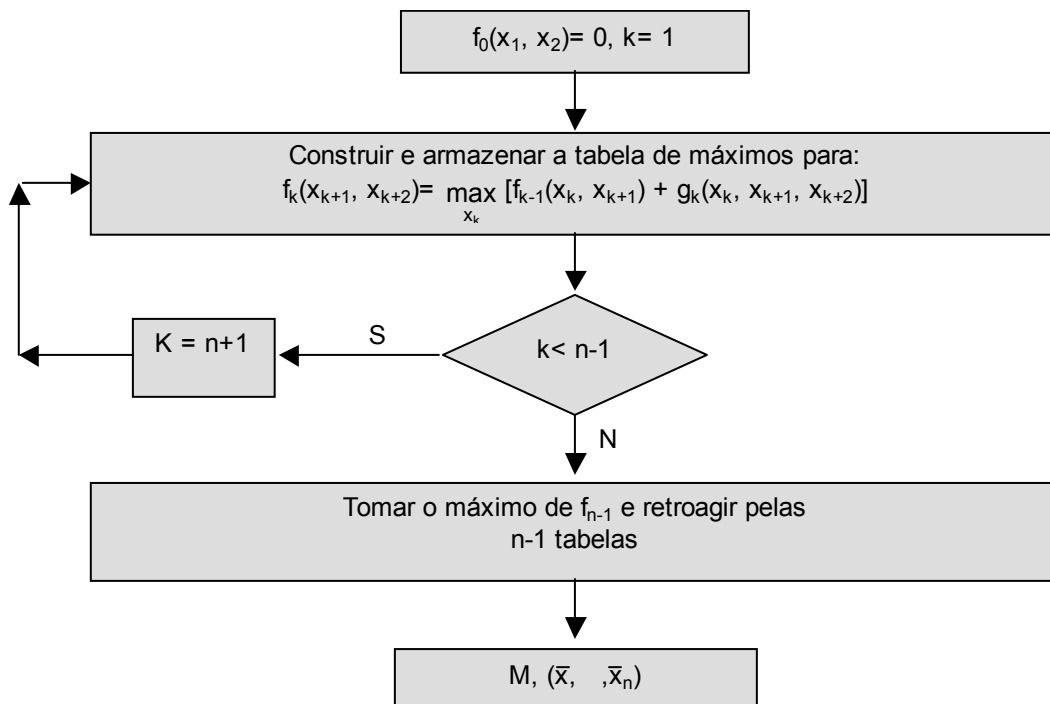 f₀(x₁, x₂)= 0, k= 1
Construir e armazenar a tabela de máximos para:
fₖ(xₖ₊₁, xₖ₊₂)= max [fₖ₋₁(xₖ, xₖ₊₁) + gₖ(xₖ, xₖ₊₁, xₖ₊₂)]
xₖ
K = n+1
S
k< n-1
N
Tomar o máximo de fₙ₋₁ e retroagir pelas
n-1 tabelas
M, (x̄, ,x̄ₙ)